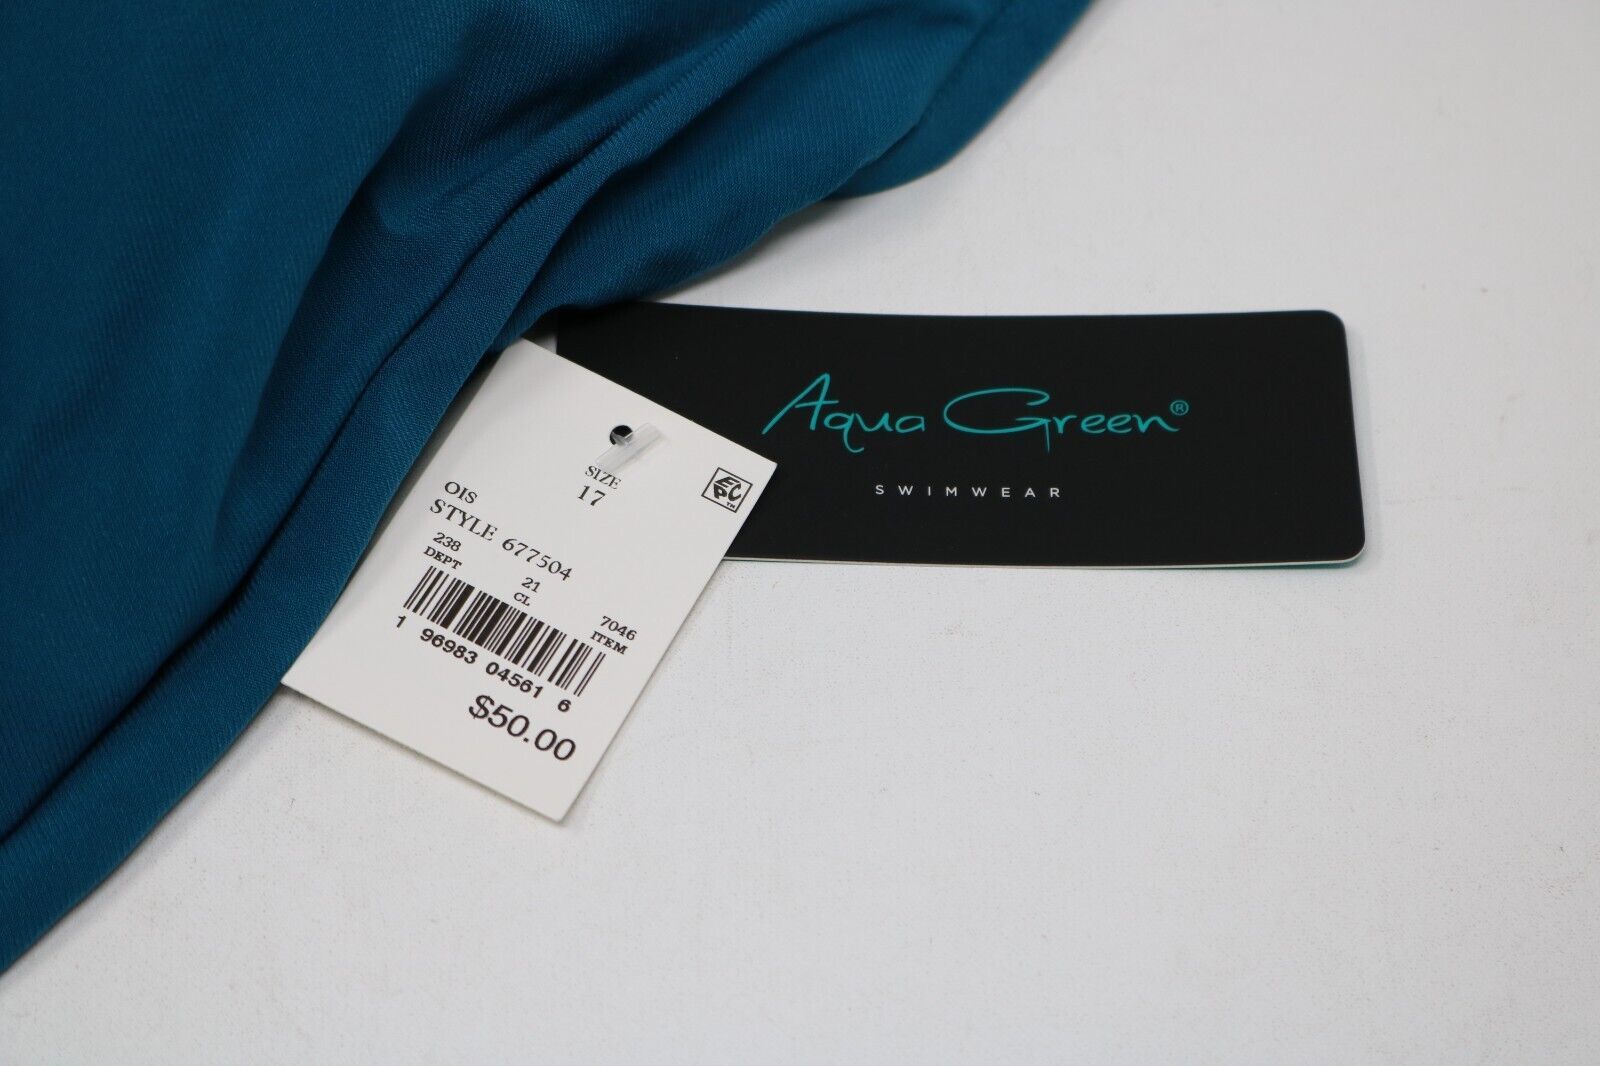 Aqua Green®
SWIMWEAR
SIZE
17
EPC™
OIS
STYLE 677504
238 21 7046
DEPT CL ITEM
1 96983 04561 6
$50.00